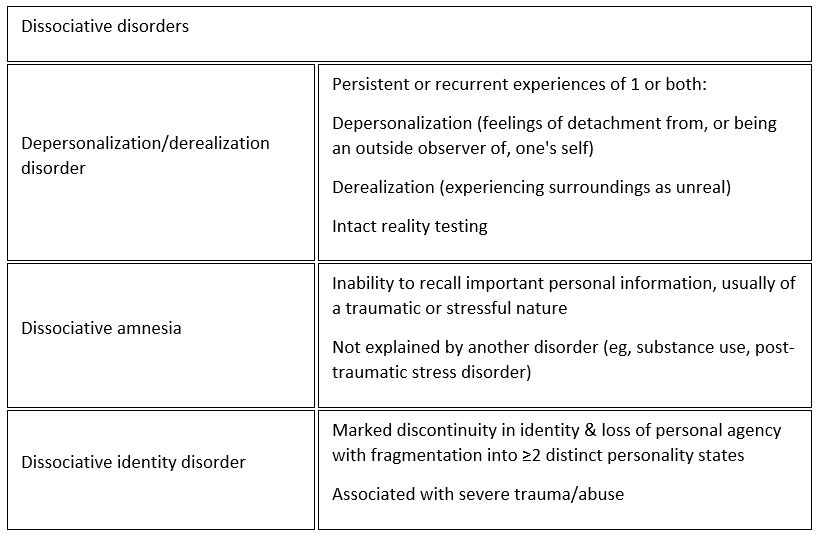 Dissociative disorders
Depersonalization/derealization
disorder
Persistent or recurrent experiences of 1 or both:
Depersonalization (feelings of detachment from, or being
an outside observer of, one's self)
Derealization (experiencing surroundings as unreal)
Intact reality testing
Dissociative amnesia
Inability to recall important personal information, usually of
a traumatic or stressful nature
Not explained by another disorder (eg, substance use, post-
traumatic stress disorder)
Dissociative identity disorder
Marked discontinuity in identity & loss of personal agency
with fragmentation into ≥2 distinct personality states
Associated with severe trauma/abuse